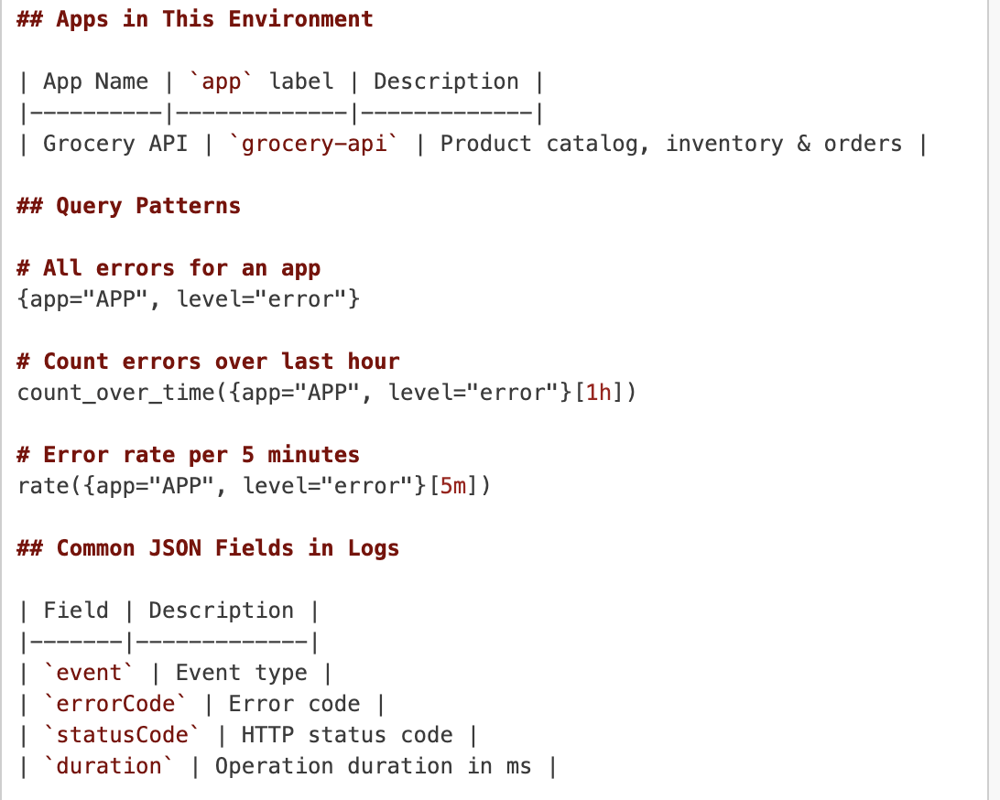 ## Apps in This Environment
| App Name | `app` label | Description |
|----------|-------------|-------------|
| Grocery API | `grocery-api` | Product catalog, inventory & orders |
## Query Patterns
# All errors for an app
{app="APP", level="error"}
# Count errors over last hour
count_over_time({app="APP", level="error"}[1h])
# Error rate per 5 minutes
rate({app="APP", level="error"}[5m])
## Common JSON Fields in Logs
| Field | Description |
|-------|-------------|
| `event` | Event type |
| `errorCode` | Error code |
| `statusCode` | HTTP status code |
| `duration` | Operation duration in ms |